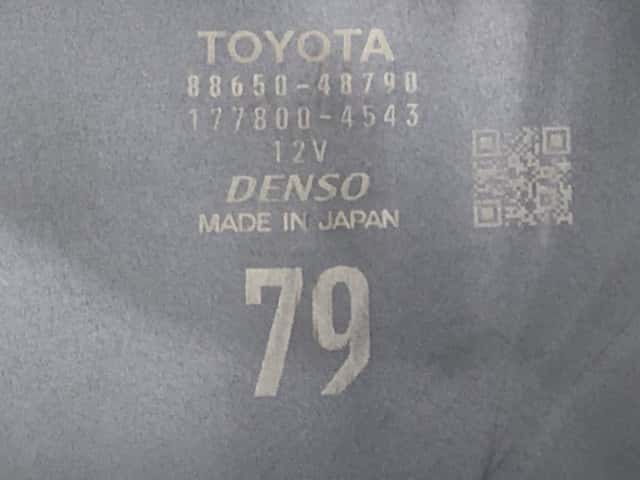 TOYOTA
88650-48790
177800-4543
12V
DENSO
MADE IN JAPAN
79